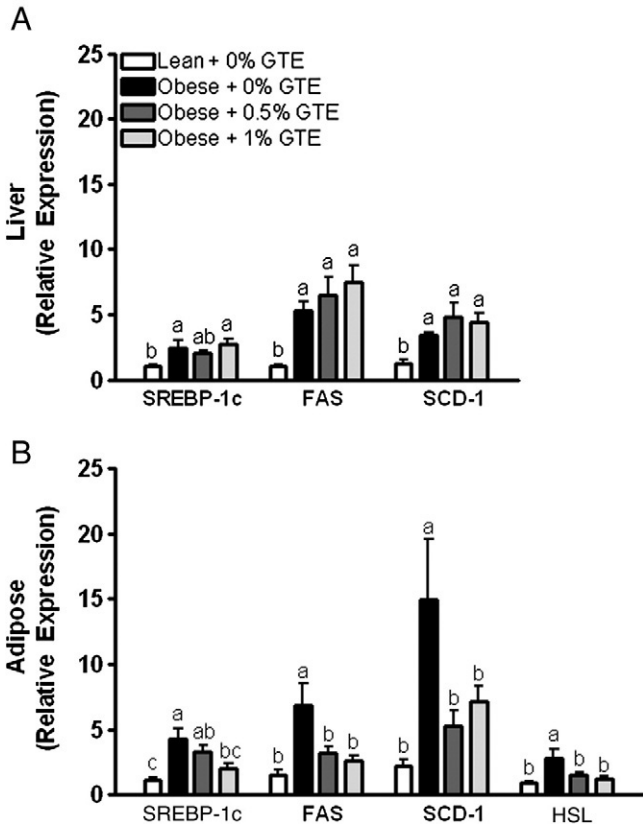 A
Liver
(Relative Expression)
25
20
15
10
5
0
Lean + 0% GTE
Obese + 0% GTE
Obese + 0.5% GTE
Obese + 1% GTE
b a ab a
b a a a
b a a a
SREBP-1c FAS SCD-1
B
Adipose
(Relative Expression)
25
20
15
10
5
0
c a ab bc
b a b b
b a b b
b a b b
SREBP-1c FAS SCD-1 HSL